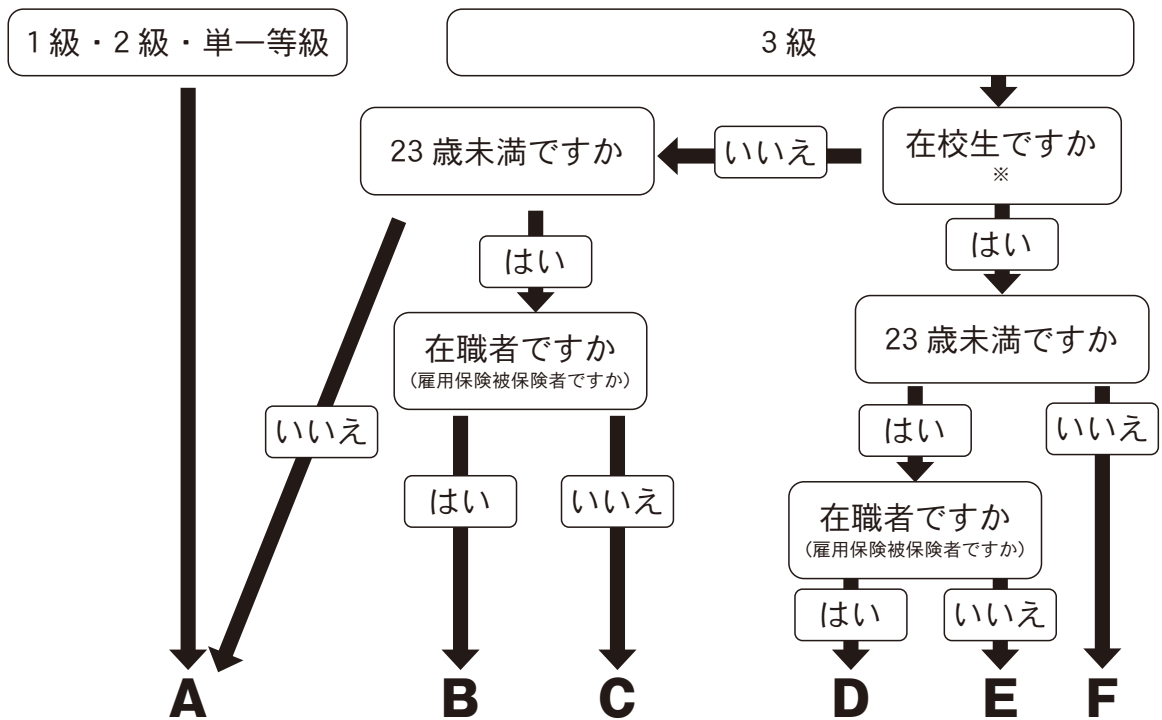 1級・2級・単一等級
3級
23歳未満ですか
いいえ
在校生ですか
※
はい
はい
在職者ですか
(雇用保険被保険者ですか)
23歳未満ですか
いいえ
はい
いいえ
はい
いいえ
在職者ですか
(雇用保険被保険者ですか)
はい
いいえ
A
B
C
D
E
F